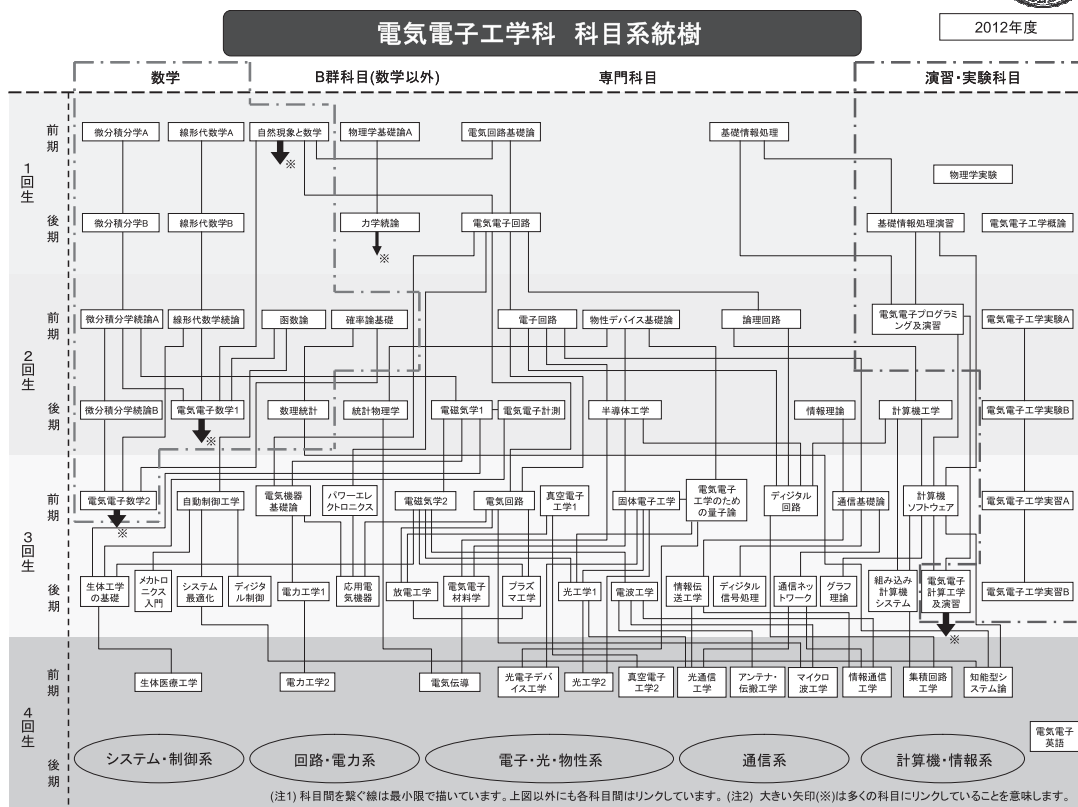 電気電子工学科 科目系統樹
2012年度
数学
B群科目(数学以外)
専門科目
演習・実験科目
1回生
前期
微分積分学A
線形代数学A
自然現象と数学
※
物理学基礎論A
電気回路基礎論
基礎情報処理
物理学実験
後期
微分積分学B
線形代数学B
力学続論
※
電気電子回路
基礎情報処理演習
電気電子工学概論
2回生
前期
微分積分学続論A
線形代数学続論
函数論
確率論基礎
電子回路
物性デバイス基礎論
論理回路
電気電子プログラミ
ング及演習
電気電子工学実験A
後期
微分積分学続論B
電気電子数学1
※
数理統計
統計物理学
電磁気学1
電気電子計測
半導体工学
情報理論
計算機工学
電気電子工学実験B
3回生
前期
電気電子数学2
※
自動制御工学
電気機器
基礎論
パワーエレ
クトロニクス
電磁気学2
電気回路
真空電子
工学1
固体電子工学
電気電子
工学のため
の量子論
ディジタル
回路
通信基礎論
計算機
ソフトウェア
電気電子工学実習A
後期
生体工学
の基礎
メカトロ
ニクス
入門
システム
最適化
ディジタ
ル制御
電力工学1
応用電
気機器
放電工学
電気電子
材料学
プラズ
マ工学
光工学1
電波工学
情報伝
送工学
ディジタル
信号処理
通信ネッ
トワーク
グラフ
理論
組み込み
計算機
システム
電気電子
計算工学
及演習
※
電気電子工学実習B
4回生
前期
生体医療工学
電力工学2
電気伝導
光電子デバ
イス工学
光工学2
真空電子
工学2
光通信
工学
アンテナ・
伝搬工学
マイクロ
波工学
情報通信
工学
集積回路
工学
知能型シ
ステム論
後期
電気電子
英語
システム・制御系
回路・電力系
電子・光・物性系
通信系
計算機・情報系
(注1) 科目間を繋ぐ線は最小限で描いています。上図以外にも各科目間はリンクしています。 (注2) 大きい矢印(※)は多くの科目にリンクしていることを意味します。